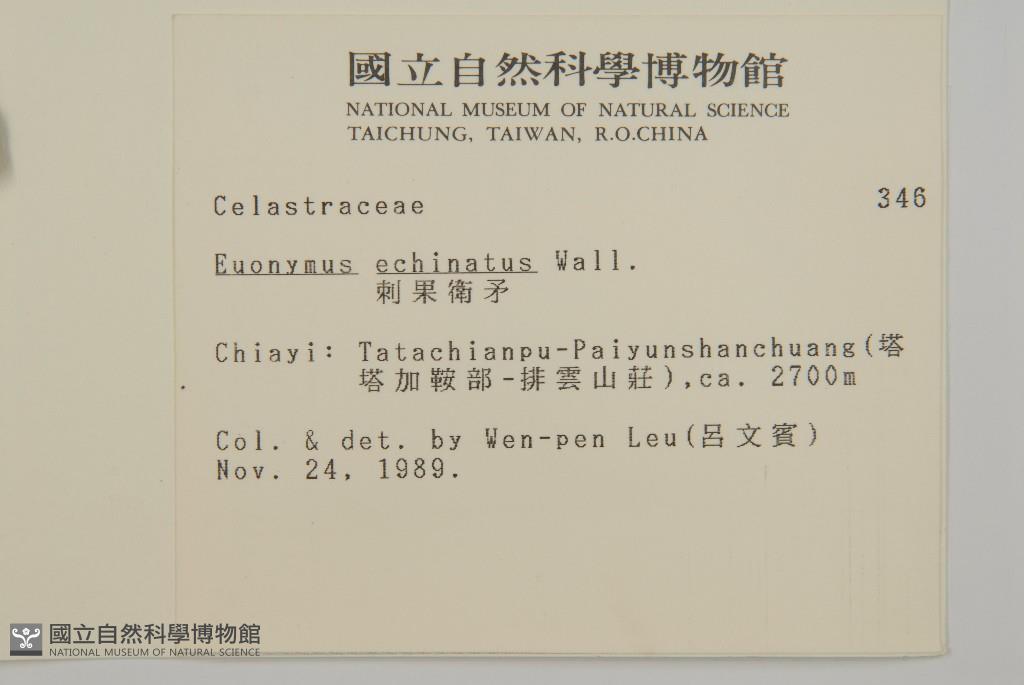 國立自然科學博物館
NATIONAL MUSEUM OF NATURAL SCIENCE
TAICHUNG, TAIWAN, R.O.CHINA
Celastraceae 346
Euonymus echinatus Wall.
刺果衛矛
Chiayi: Tatachianpu-Paiyunshanchuang(塔
塔加鞍部-排雲山莊),ca. 2700m
Col. & det. by Wen-pen Leu(呂文賓)
Nov. 24, 1989.
國立自然科學博物館
NATIONAL MUSEUM OF NATURAL SCIENCE